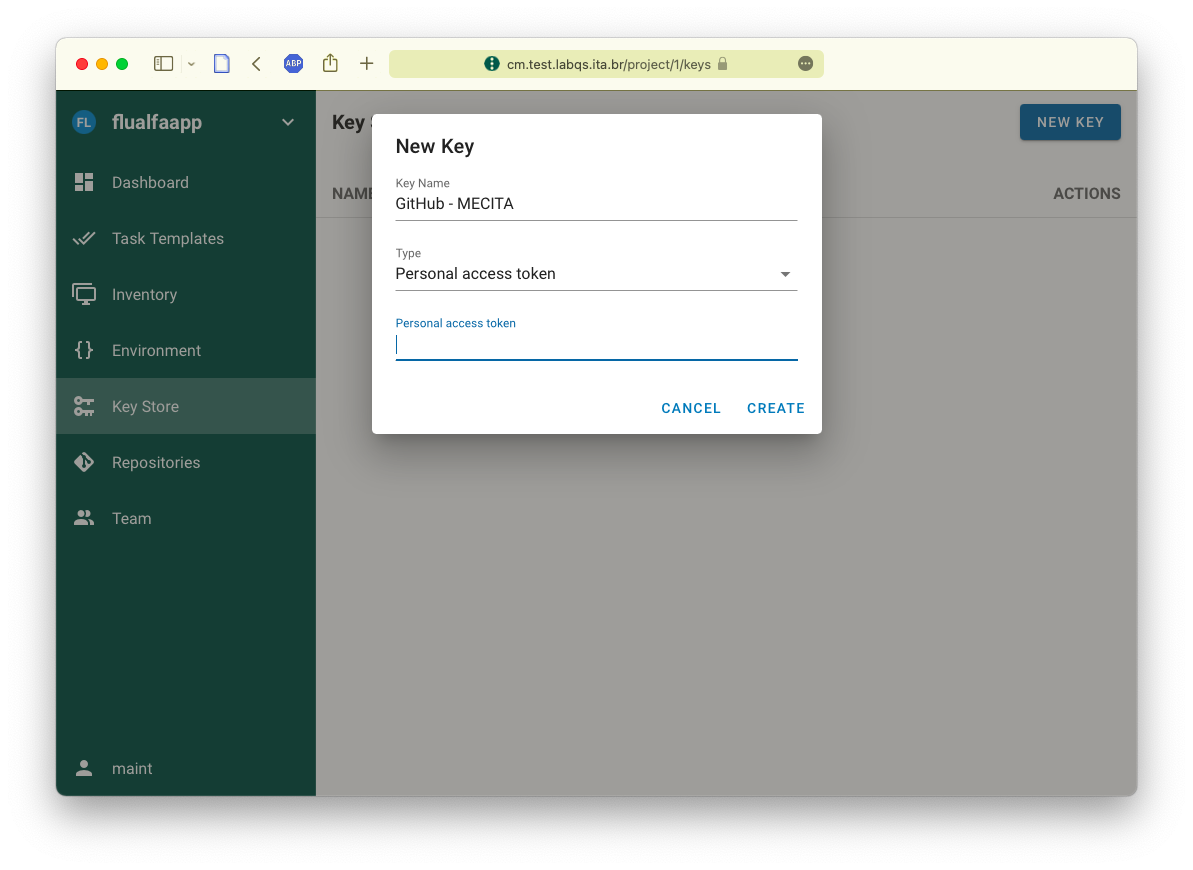 ABP
cm.test.labqs.ita.br/project/1/keys
FL flualfaapp
Key
NEW KEY
Dashboard
NAME
ACTIONS
Task Templates
Inventory
Environment
Key Store
Repositories
Team
maint
New Key
Key Name
GitHub - MECITA
Type
Personal access token
Personal access token
CANCEL CREATE